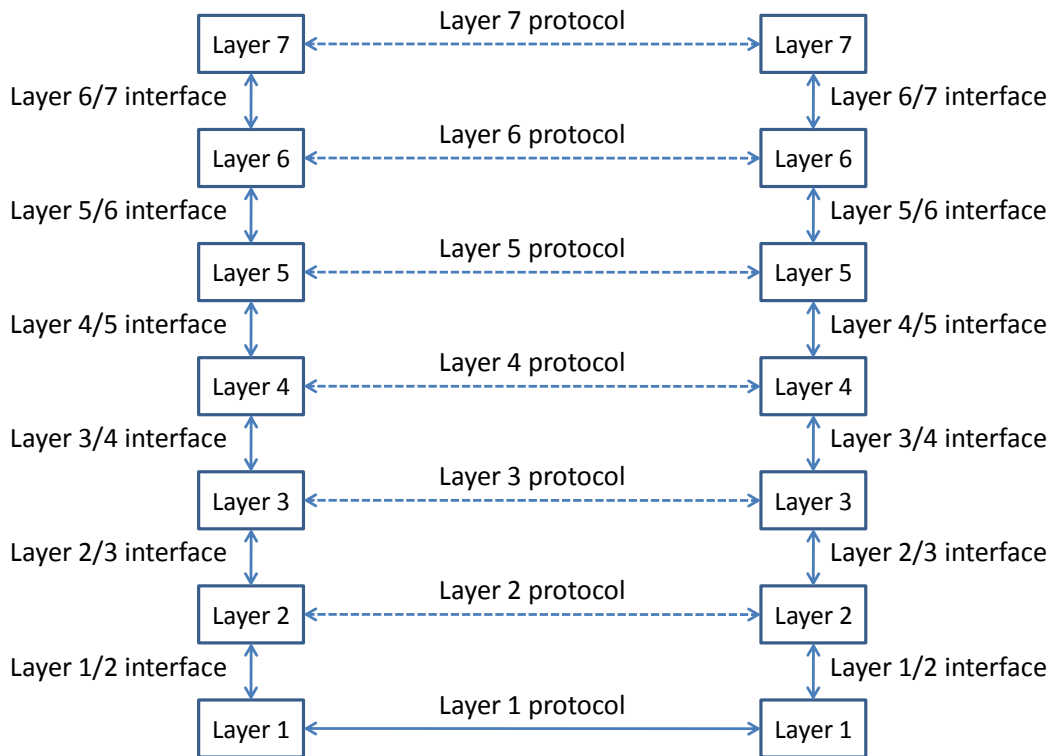 Layer 7 protocol
Layer 7
Layer 7
Layer 6/7 interface
Layer 6/7 interface
Layer 6 protocol
Layer 6
Layer 6
Layer 5/6 interface
Layer 5/6 interface
Layer 5 protocol
Layer 5
Layer 5
Layer 4/5 interface
Layer 4/5 interface
Layer 4 protocol
Layer 4
Layer 4
Layer 3/4 interface
Layer 3/4 interface
Layer 3 protocol
Layer 3
Layer 3
Layer 2/3 interface
Layer 2/3 interface
Layer 2 protocol
Layer 2
Layer 2
Layer 1/2 interface
Layer 1/2 interface
Layer 1 protocol
Layer 1
Layer 1